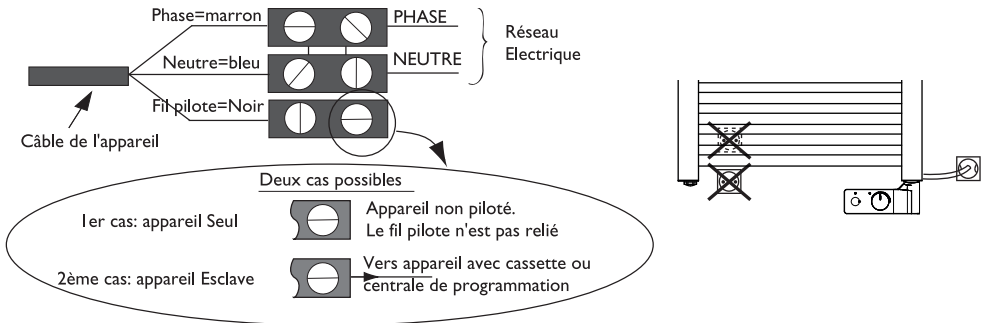 Phase=marron
PHASE
Neutre=bleu
NEUTRE
Réseau
Electrique
Fil pilote=Noir
Câble de l'appareil
Deux cas possibles
1er cas: appareil Seul
Appareil non piloté.
Le fil pilote n'est pas relié
2ème cas: appareil Esclave
Vers appareil avec cassette ou
centrale de programmation